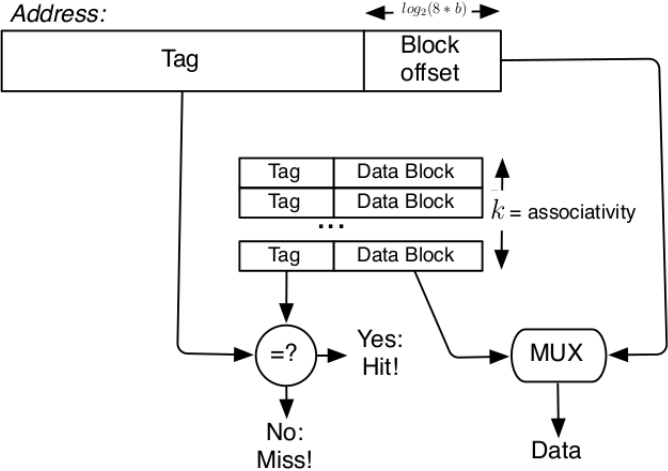 Address:
log₂(8 * b)
Tag
Block
offset
Tag Data Block
Tag Data Block
...
k = associativity
Tag Data Block
=?
Yes:
Hit!
MUX
No:
Miss!
Data